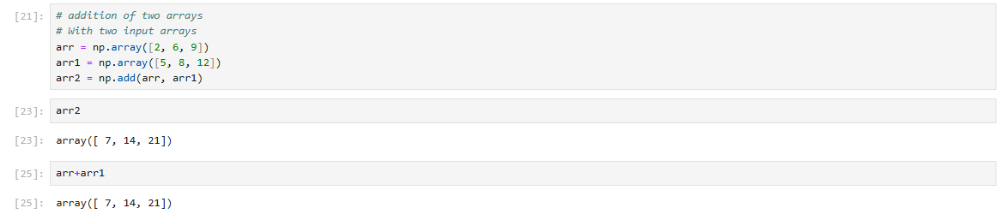 [21]: # addition of two arrays
# With two input arrays
arr = np.array([2, 6, 9])
arr1 = np.array([5, 8, 12])
arr2 = np.add(arr, arr1)
[23]: arr2
[23]: array([ 7, 14, 21])
[25]: arr+arr1
[25]: array([ 7, 14, 21])